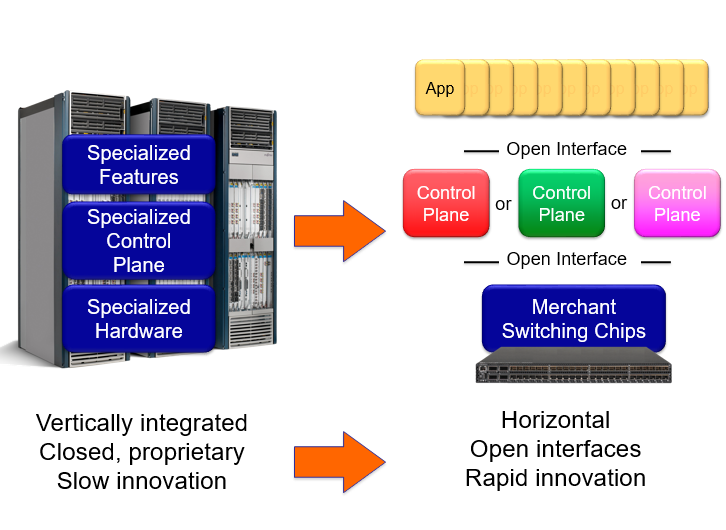 Specialized
Features
Specialized
Control
Plane
Specialized
Hardware
Vertically integrated
Closed, proprietary
Slow innovation
App
Open Interface
Control
Plane
or
Control
Plane
or
Control
Plane
Open Interface
Merchant
Switching Chips
Horizontal
Open interfaces
Rapid innovation